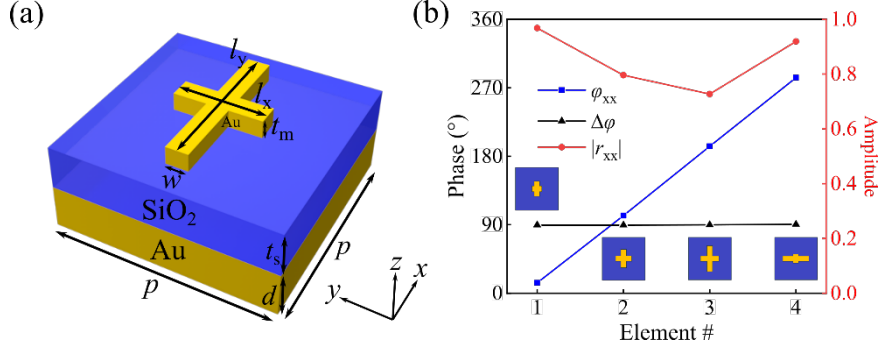 (a)
l_y
l_x
Au
t_m
w
SiO₂
t_s
Au
d
p
p
z
x
y
(b)
360
270
180
90
0
Phase (°)
φ_xx
Δφ
|r_xx|
1.0
0.8
0.6
0.4
0.2
0.0
Amplitude
1 2 3 4
Element #